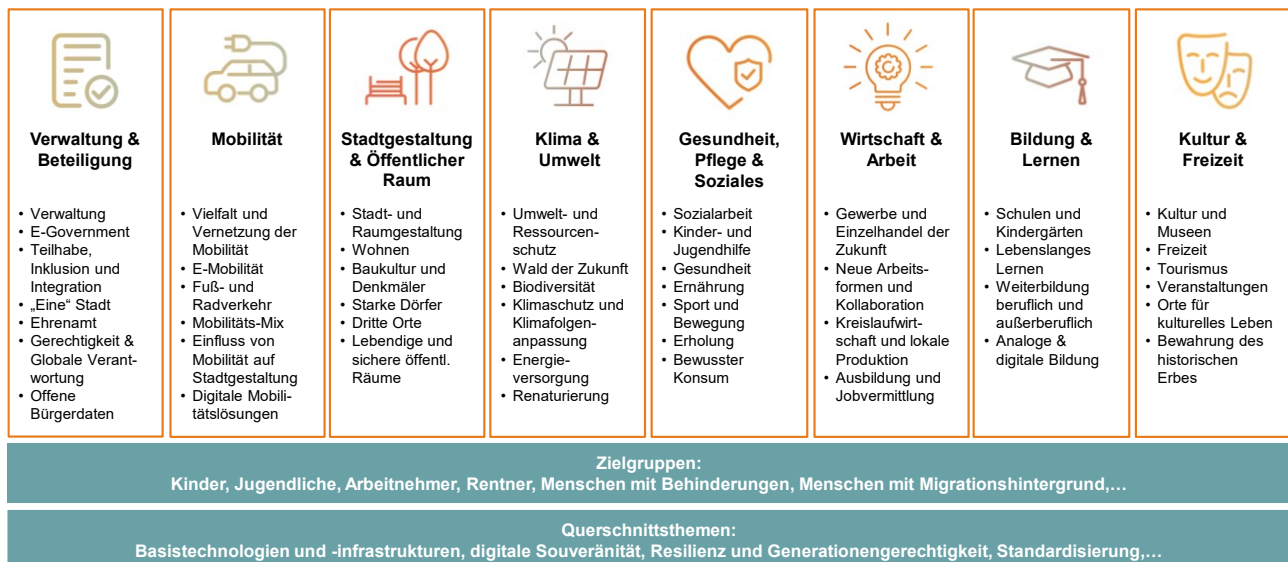 Verwaltung &
Beteiligung
• Verwaltung
• E-Government
• Teilhabe,
Inklusion und
Integration
• „Eine“ Stadt
• Ehrenamt
• Gerechtigkeit &
Globale Verant-
wortung
• Offene
Bürgerdaten
Mobilität
• Vielfalt und
Vernetzung der
Mobilität
• E-Mobilität
• Fuß- und
Radverkehr
• Mobilitäts-Mix
• Einfluss von
Mobilität auf
Stadtgestaltung
• Digitale Mobili-
tätslösungen
Stadtgestaltung
& Öffentlicher
Raum
• Stadt- und
Raumgestaltung
• Wohnen
• Baukultur und
Denkmäler
• Starke Dörfer
• Dritte Orte
• Lebendige und
sichere öffentl.
Räume
Klima &
Umwelt
• Umwelt- und
Ressourcen-
schutz
• Wald der Zukunft
• Biodiversität
• Klimaschutz und
Klimafolgen-
anpassung
• Energie-
versorgung
• Renaturierung
Gesundheit,
Pflege &
Soziales
• Sozialarbeit
• Kinder- und
Jugendhilfe
• Gesundheit
• Ernährung
• Sport und
Bewegung
• Erholung
• Bewusster
Konsum
Wirtschaft &
Arbeit
• Gewerbe und
Einzelhandel der
Zukunft
• Neue Arbeits-
formen und
Kollaboration
• Kreislaufwirt-
schaft und lokale
Produktion
• Ausbildung und
Jobvermittlung
Bildung &
Lernen
• Schulen und
Kindergärten
• Lebenslanges
Lernen
• Weiterbildung
beruflich und
außerberuflich
• Analoge &
digitale Bildung
Kultur &
Freizeit
• Kultur und
Museen
• Freizeit
• Tourismus
• Veranstaltungen
• Orte für
kulturelles Leben
• Bewahrung des
historischen
Erbes
Zielgruppen:
Kinder, Jugendliche, Arbeitnehmer, Rentner, Menschen mit Behinderungen, Menschen mit Migrationshintergrund,…
Querschnittsthemen:
Basistechnologien und -infrastrukturen, digitale Souveränität, Resilienz und Generationengerechtigkeit, Standardisierung,…